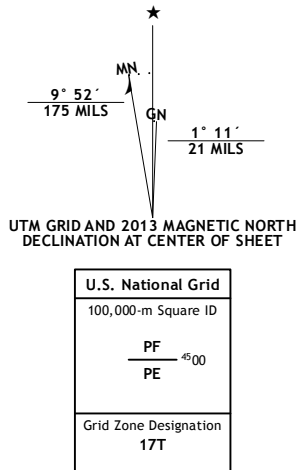 ★
MN
9° 52´
175 MILS
GN
1° 11´
21 MILS
UTM GRID AND 2013 MAGNETIC NORTH
DECLINATION AT CENTER OF SHEET
U.S. National Grid
100,000-m Square ID
PF
⁴⁵00
PE
Grid Zone Designation
17T